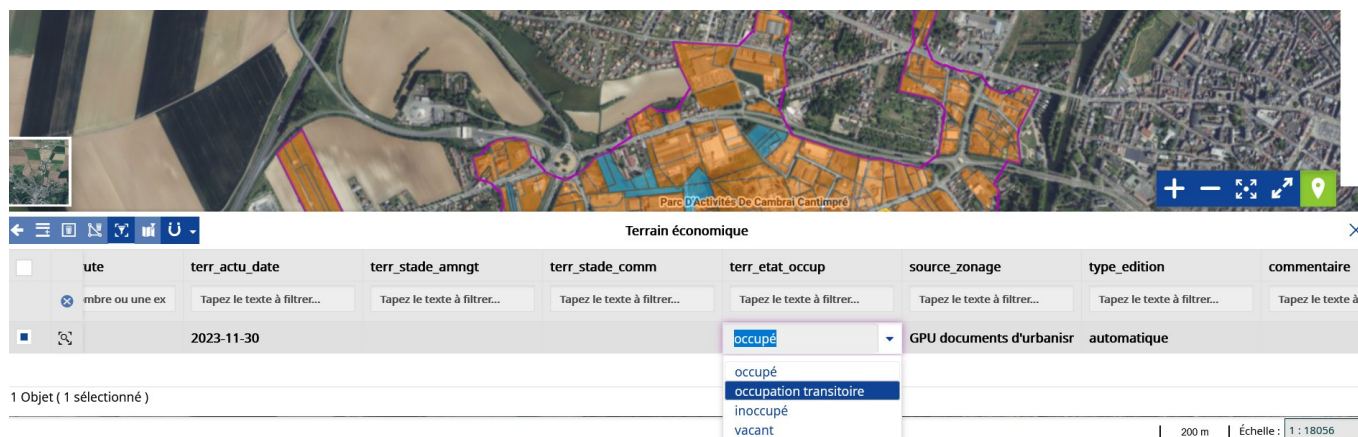 Parc D'Activités De Cambrai Cantimpré
Terrain économique
ute terr_actu_date terr_stade_amngt terr_stade_comm terr_etat_occup source_zonage type_edition commentaire
mbre ou une ex Tapez le texte à filtrer... Tapez le texte à filtrer... Tapez le texte à filtrer... Tapez le texte à filtrer... Tapez le texte à filtrer... Tapez le texte à filtrer... Tapez le texte à
2023-11-30 occupé GPU documents d'urbanisr automatique
occupé
occupation transitoire
inoccupé
vacant
1 Objet ( 1 sélectionné )
200 m Échelle : 1 : 18056